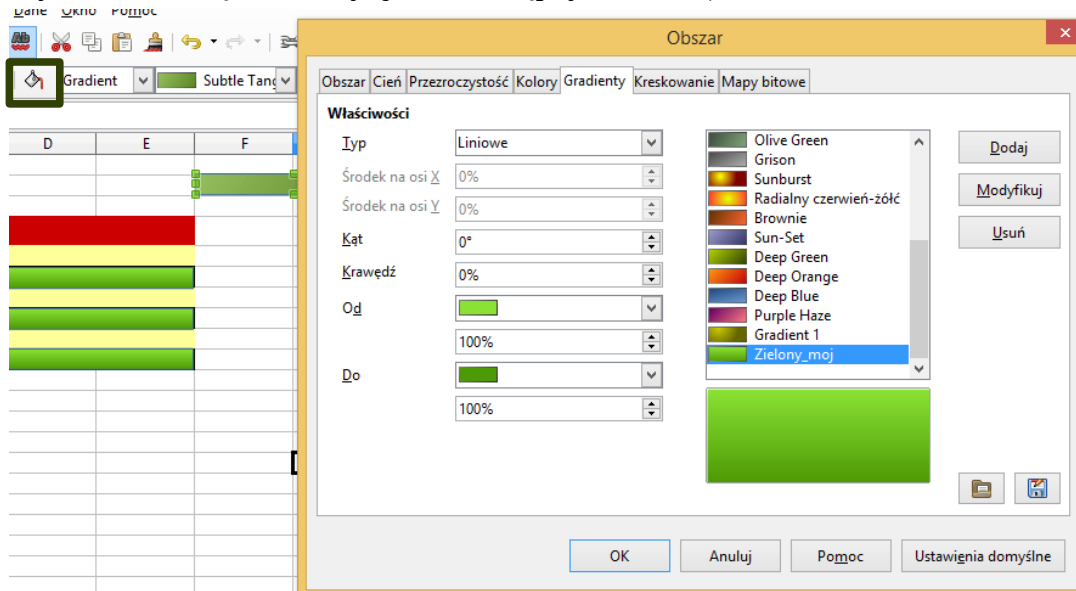 Dane Okno Pomoc
Obszar
Gradient Subtle Tang
Obszar Cień Przezroczystość Kolory Gradienty Kreskowanie Mapy bitowe
Właściwości
D E F
Typ Liniowe
Środek na osi X 0%
Środek na osi Y 0%
Kąt 0°
Krawędź 0%
Od
100%
Do
100%
Olive Green
Grison
Sunburst
Radialny czerwień-żółć
Brownie
Sun-Set
Deep Green
Deep Orange
Deep Blue
Purple Haze
Gradient 1
Zielony_moj
Dodaj
Modyfikuj
Usuń
OK Anuluj Pomoc Ustawienia domyślne